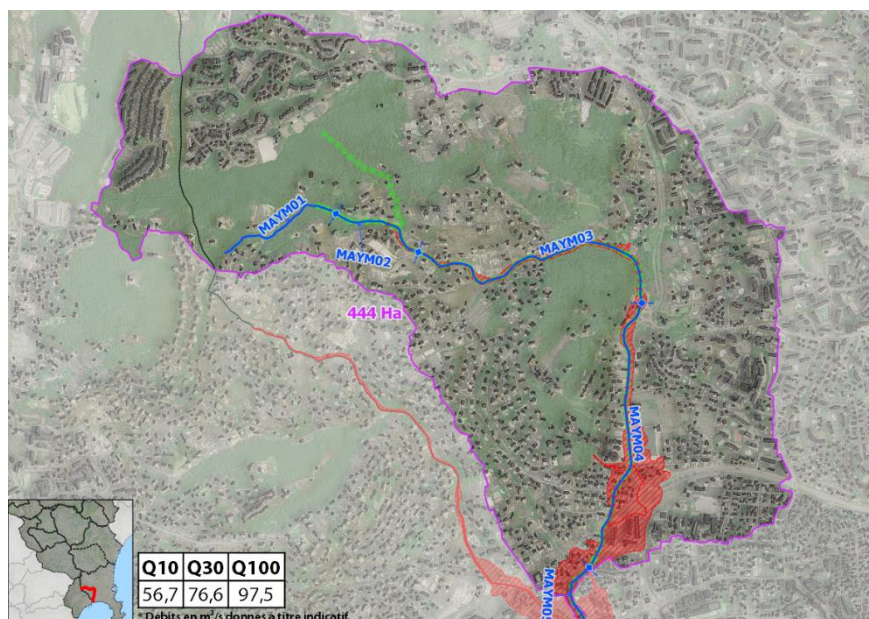 MAYM01
MAYM02
MAYM03
444 Ha
MAYM04
Q10 Q30 Q100
56,7 76,6 97,5
* Débits en m³/s donnés à titre indicatif